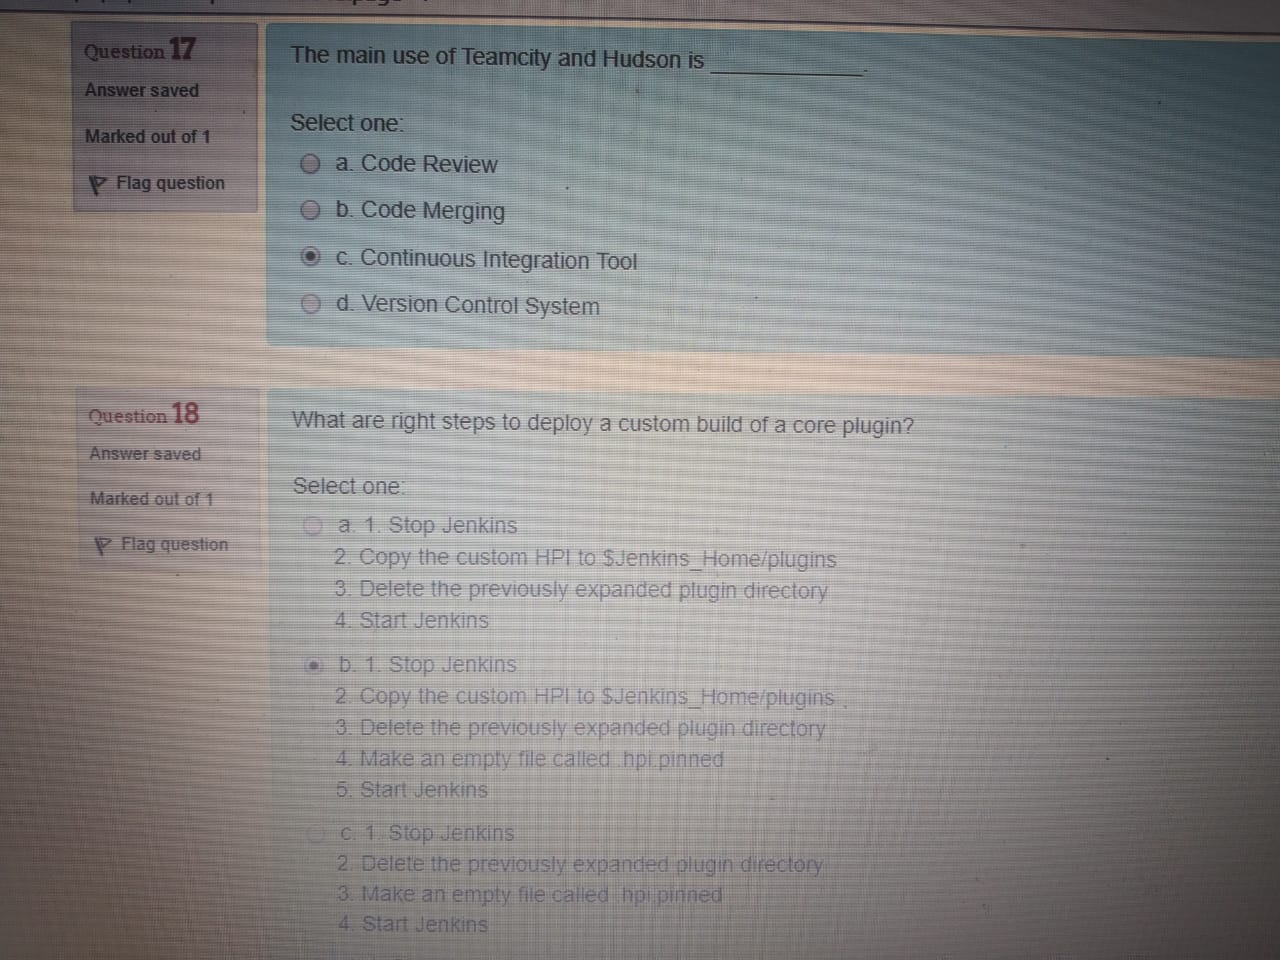 Question 17
Answer saved
Marked out of 1
Flag question
The main use of Teamcity and Hudson is ____________.
Select one:
a. Code Review
b. Code Merging
c. Continuous Integration Tool
d. Version Control System
Question 18
Answer saved
Marked out of 1
Flag question
What are right steps to deploy a custom build of a core plugin?
Select one:
a. 1. Stop Jenkins
2. Copy the custom HPI to $Jenkins_Home/plugins
3. Delete the previously expanded plugin directory
4. Start Jenkins
b. 1. Stop Jenkins
2. Copy the custom HPI to $Jenkins_Home/plugins
3. Delete the previously expanded plugin directory
4. Make an empty file called .hpi.pinned
5. Start Jenkins
c. 1. Stop Jenkins
2. Delete the previously expanded plugin directory
3. Make an empty file called .hpi.pinned
4. Start Jenkins